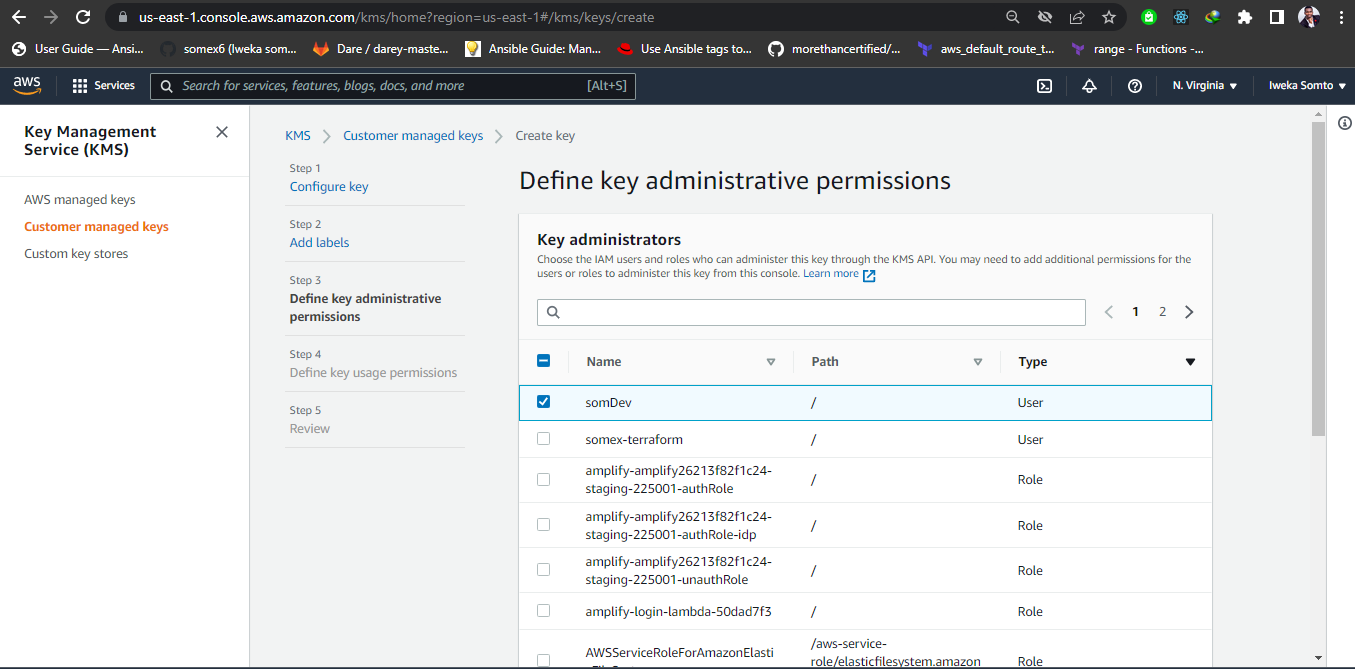 us-east-1.console.aws.amazon.com/kms/home?region=us-east-1#/kms/keys/create
User Guide — Ansi...
somex6 (Iweka som...
Dare / darey-maste...
Ansible Guide: Man...
Use Ansible tags to...
morethancertified/...
aws_default_route_t...
range - Functions -...
aws
Services
Search for services, features, blogs, docs, and more
[Alt+S]
N. Virginia
Iweka Somto
Key Management
Service (KMS)
AWS managed keys
Customer managed keys
Custom key stores
KMS
Customer managed keys
Create key
Step 1
Configure key
Step 2
Add labels
Step 3
Define key administrative
permissions
Step 4
Define key usage permissions
Step 5
Review
Define key administrative permissions
Key administrators
Choose the IAM users and roles who can administer this key through the KMS API. You may need to add additional permissions for the
users or roles to administer this key from this console. Learn more
1 2
Name Path Type
somDev / User
somex-terraform / User
amplify-amplify26213f82f1c24-
staging-225001-authRole / Role
amplify-amplify26213f82f1c24-
staging-225001-authRole-idp / Role
amplify-amplify26213f82f1c24-
staging-225001-unauthRole / Role
amplify-login-lambda-50dad7f3 / Role
AWSServiceRoleForAmazonElasti
/aws-service-
role/elasticfilesystem.amazon
Role